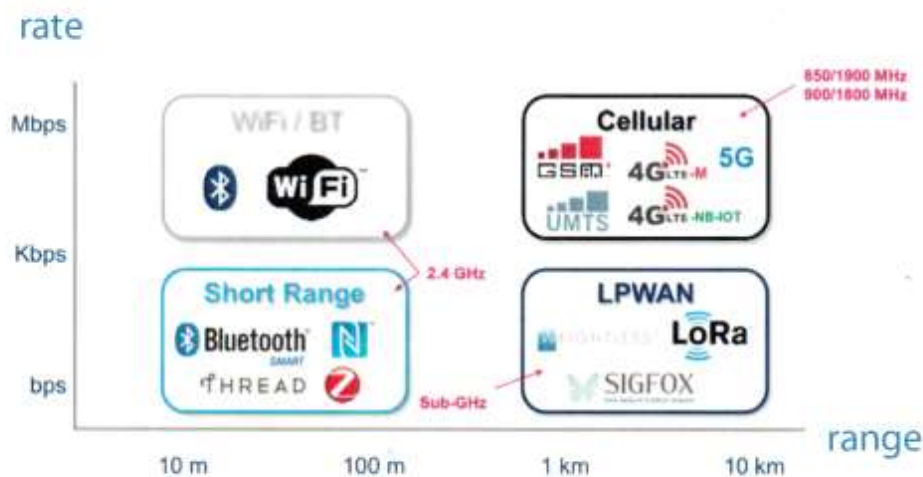 rate
850/1900 MHz
900/1800 MHz
Mbps
WiFi / BT
Cellular
WiFi
GSM
4G LTE-M
5G
UMTS
4G LTE-NB-IOT
Kbps
2.4 GHz
Short Range
LPWAN
Bluetooth
SMART
LoRa
THREAD
SIGFOX
bps
Sub-GHz
range
10 m
100 m
1 km
10 km